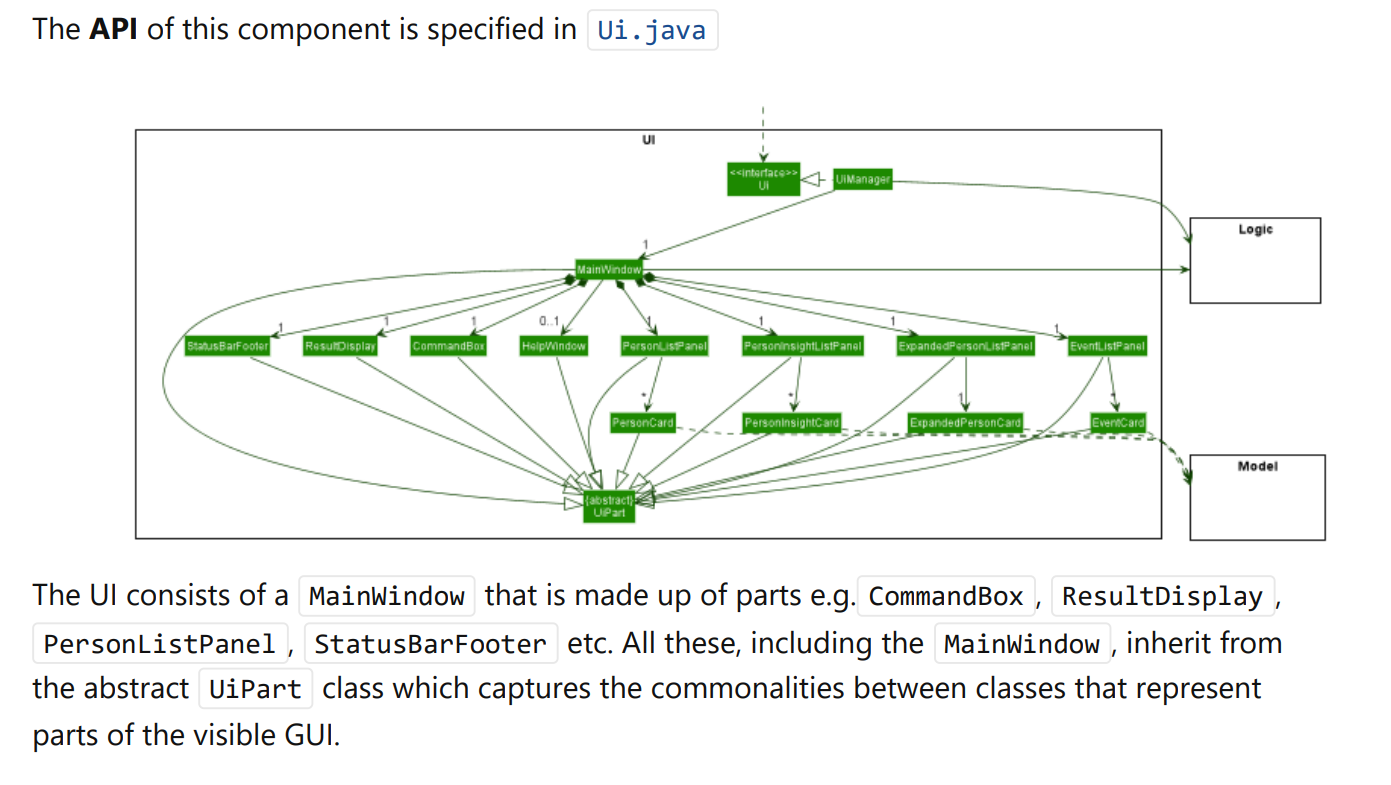 The API of this component is specified in Ui.java
UI
<<interface>>
Ui
UiManager
Logic
1
MainWindow
1
1
1
0..1
1
1
1
1
StatusBarFooter
ResultDisplay
CommandBox
HelpWindow
PersonListPanel
PersonInsightListPanel
ExpandedPersonListPanel
EventListPanel
*
*
1
*
PersonCard
PersonInsightCard
ExpandedPersonCard
EventCard
Model
{abstract}
UiPart
The UI consists of a MainWindow that is made up of parts e.g. CommandBox , ResultDisplay ,
PersonListPanel , StatusBarFooter etc. All these, including the MainWindow , inherit from
the abstract UiPart class which captures the commonalities between classes that represent
parts of the visible GUI.